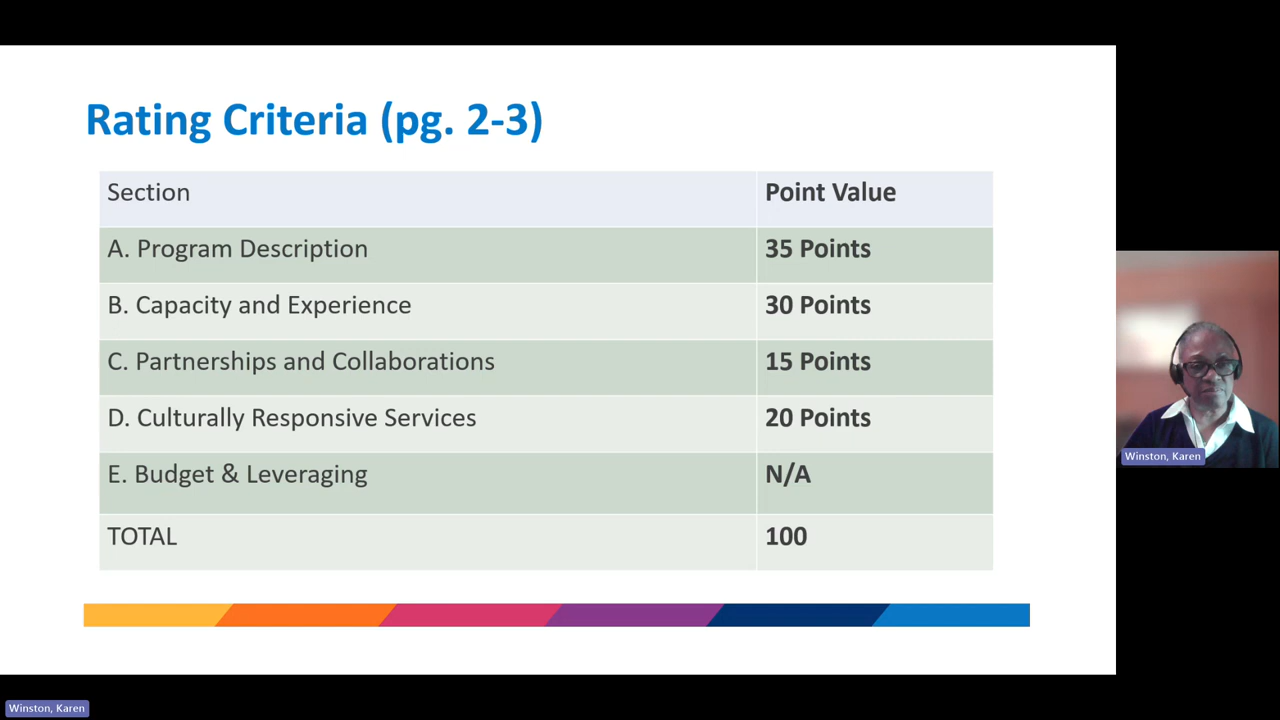 Rating Criteria (pg. 2-3)
Section Point Value
A. Program Description 35 Points
B. Capacity and Experience 30 Points
C. Partnerships and Collaborations 15 Points
D. Culturally Responsive Services 20 Points
E. Budget & Leveraging N/A
TOTAL 100
Winston, Karen
Winston, Karen